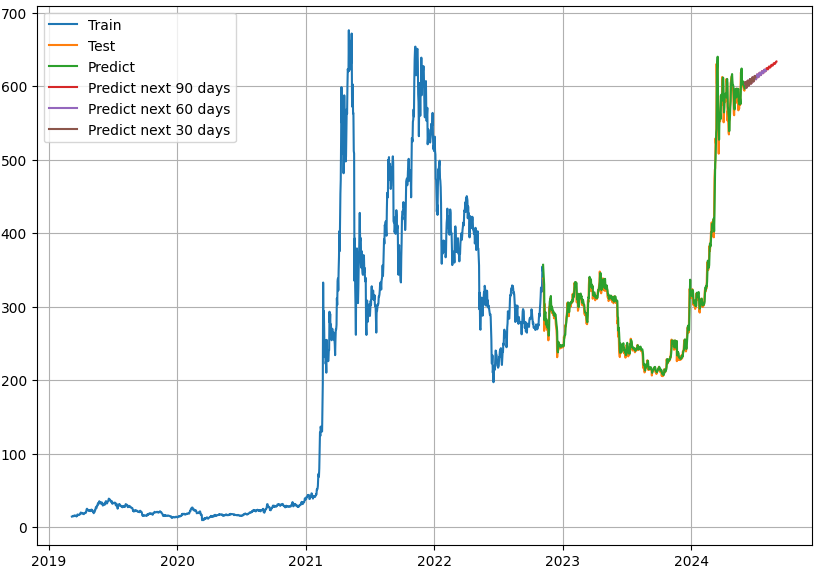 700
600
500
400
300
200
100
0
Train
Test
Predict
Predict next 90 days
Predict next 60 days
Predict next 30 days
2019 2020 2021 2022 2023 2024